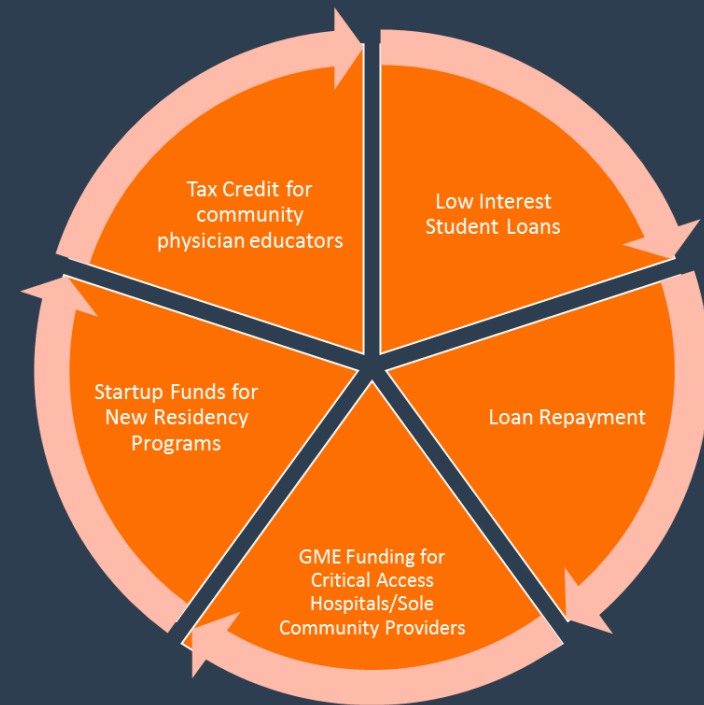 Tax Credit for
community
physician educators
Low Interest
Student Loans
Startup Funds for
New Residency
Programs
Loan Repayment
GME Funding for
Critical Access
Hospitals/Sole
Community Providers